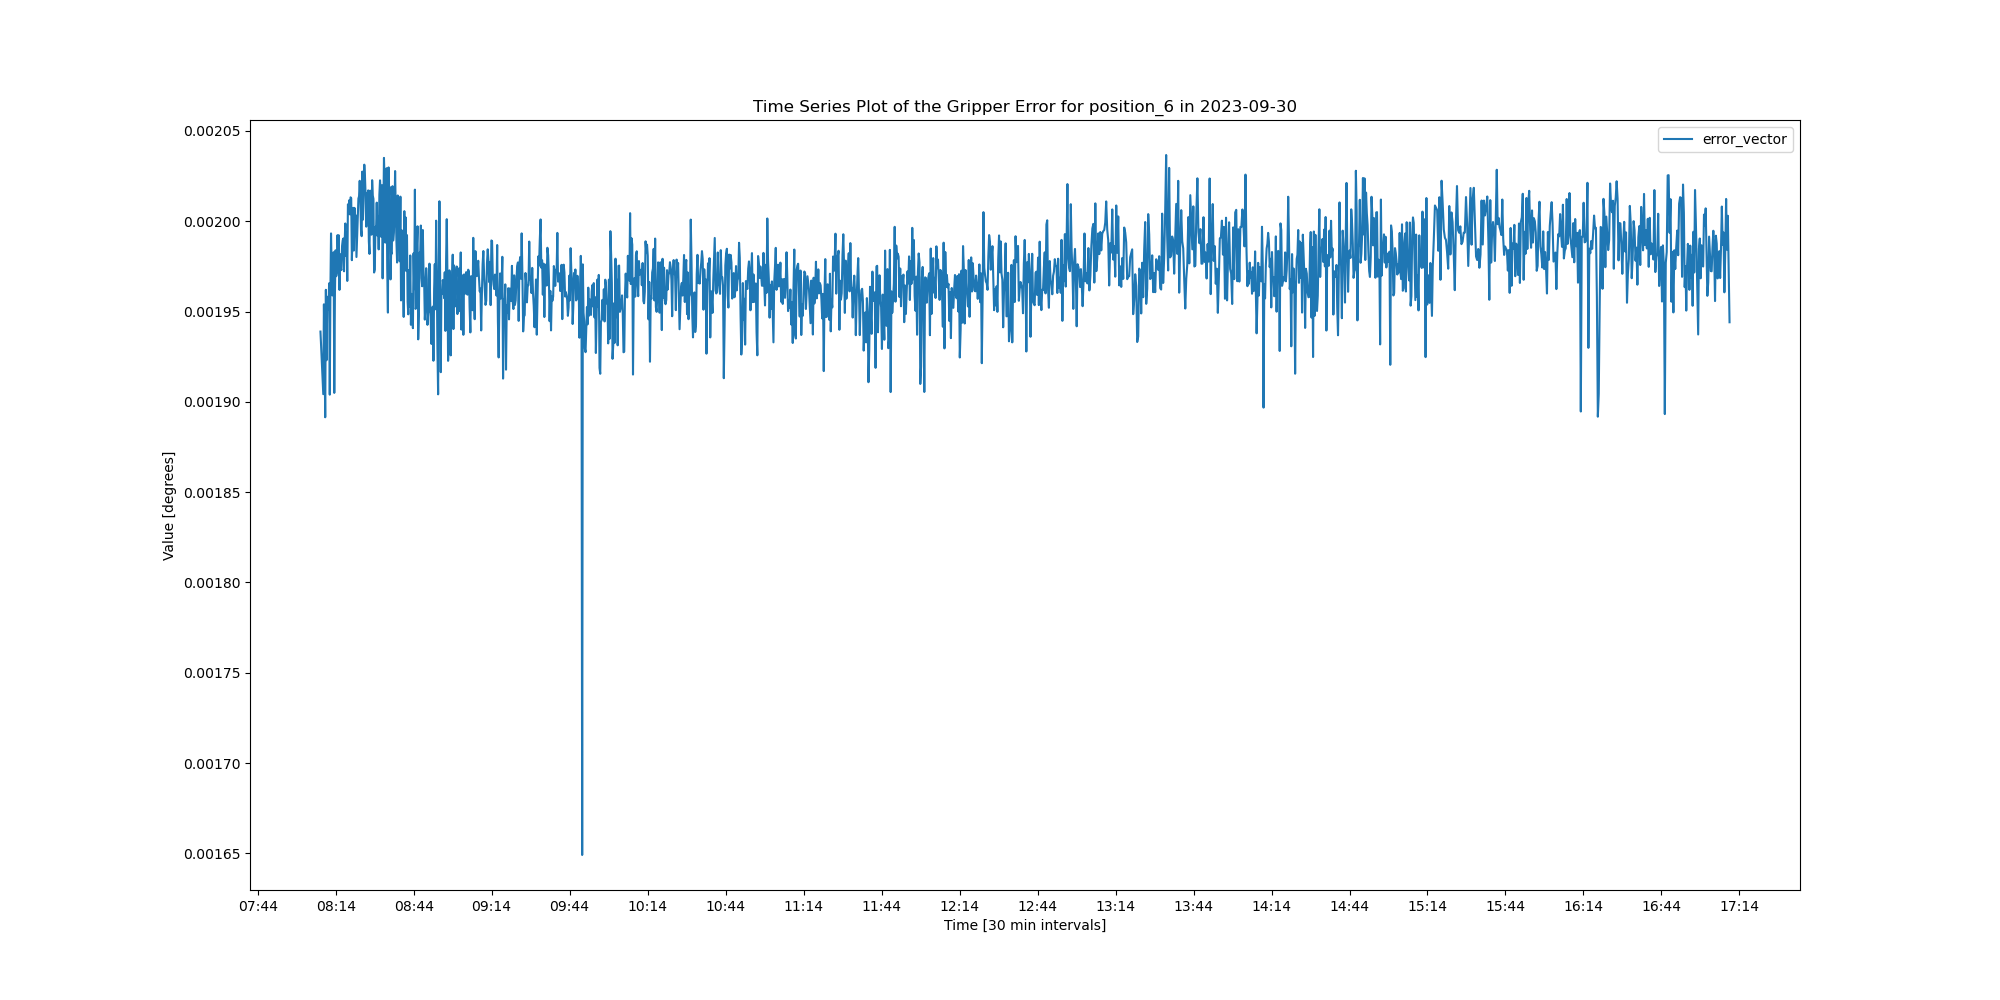 Time Series Plot of the Gripper Error for position_6 in 2023-09-30
error_vector
0.00205
0.00200
0.00195
0.00190
0.00185
0.00180
0.00175
0.00170
0.00165
Value [degrees]
07:44 08:14 08:44 09:14 09:44 10:14 10:44 11:14 11:44 12:14 12:44 13:14 13:44 14:14 14:44 15:14 15:44 16:14 16:44 17:14
Time [30 min intervals]